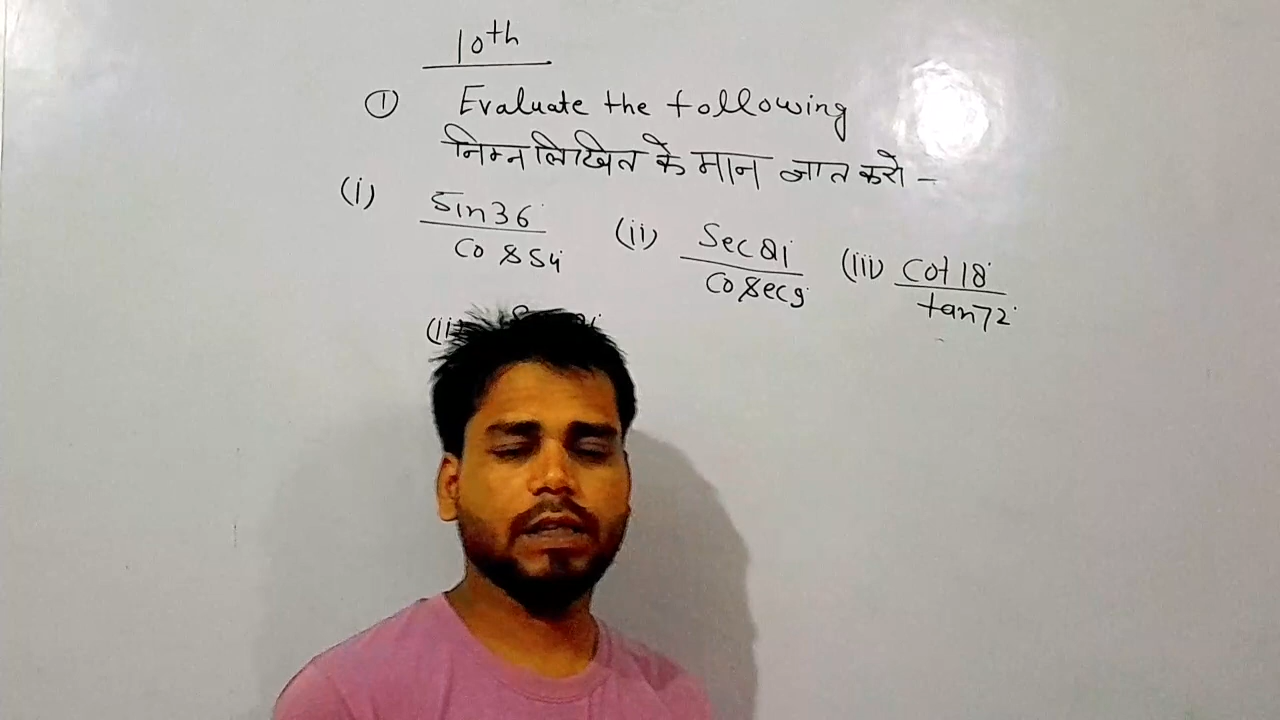 10th
① Evaluate the following
निम्नलिखित के मान ज्ञात करो -
(i) sin36°/cos54° (ii) Sec81°/Cosec9° (iii) Cot18°/tan72°